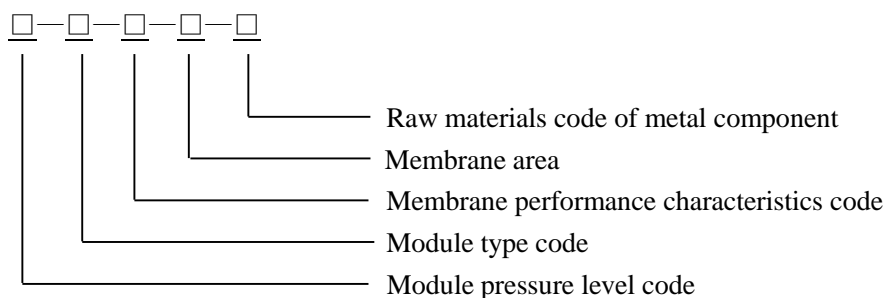 □—□—□—□—□
Raw materials code of metal component
Membrane area
Membrane performance characteristics code
Module type code
Module pressure level code